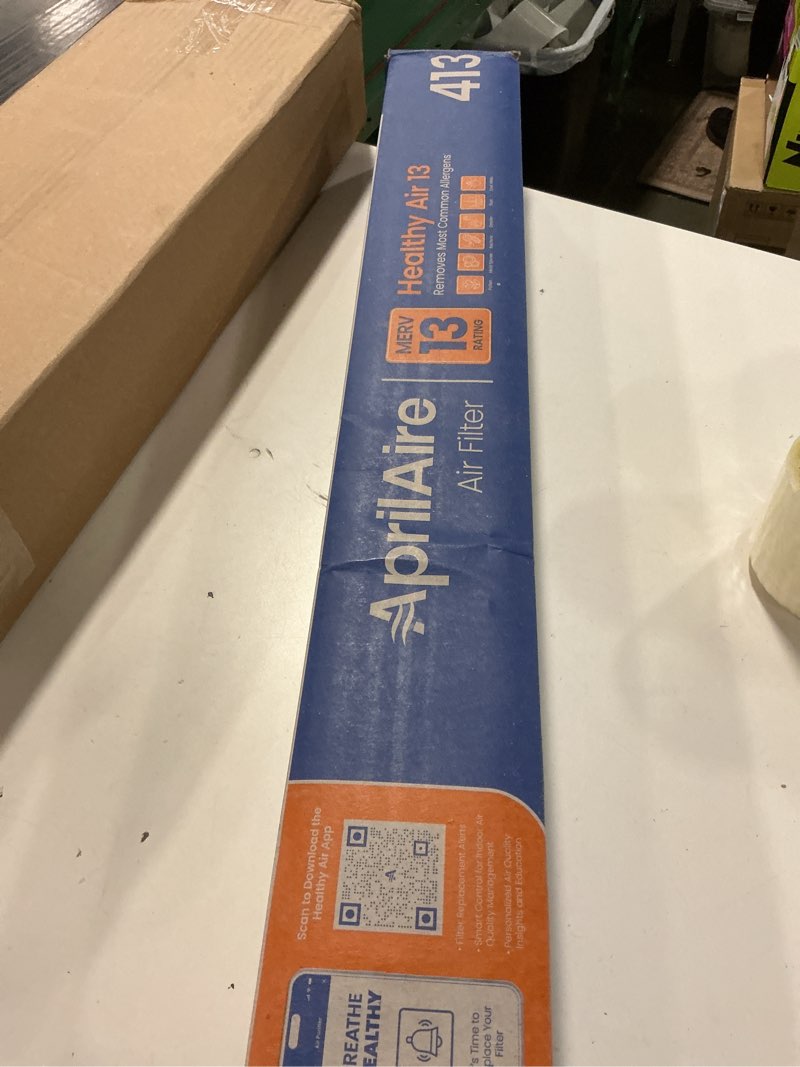 413
Healthy Air 13
Removes Most Common Allergens
MERV
13
RATING
AprilAire
Air Filter
Scan to Download the
Healthy Air App
• Filter Replacement Alerts
• Smart Control for Indoor Air
Quality Management
• Personalized Air Quality
Insights and Education
Air Purifier
REATHE
EALTHY
's Time to
place Your
Filter
N